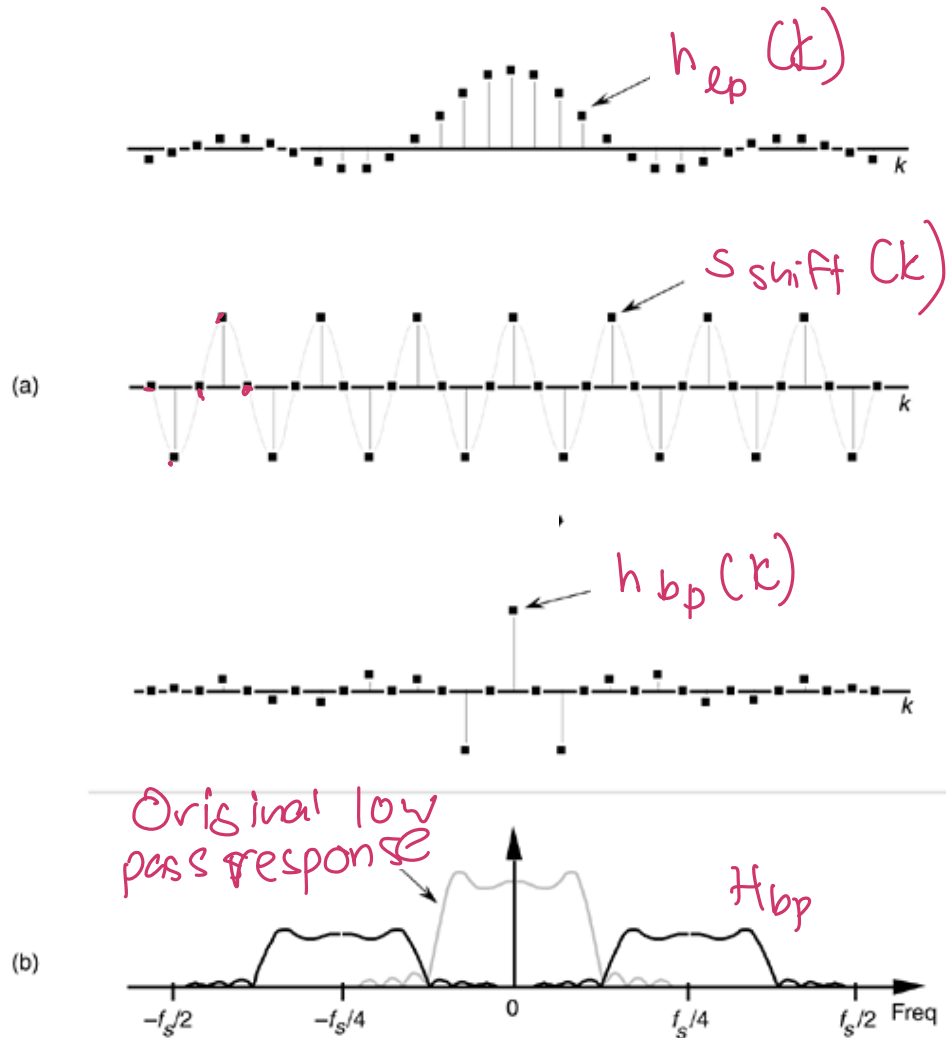 h_lp (k)
k
s_shift (k)
(a)
k
h_bp (k)
k
Original low
pass response
H_bp
(b)
−f_s/2
−f_s/4
0
f_s/4
f_s/2
Freq